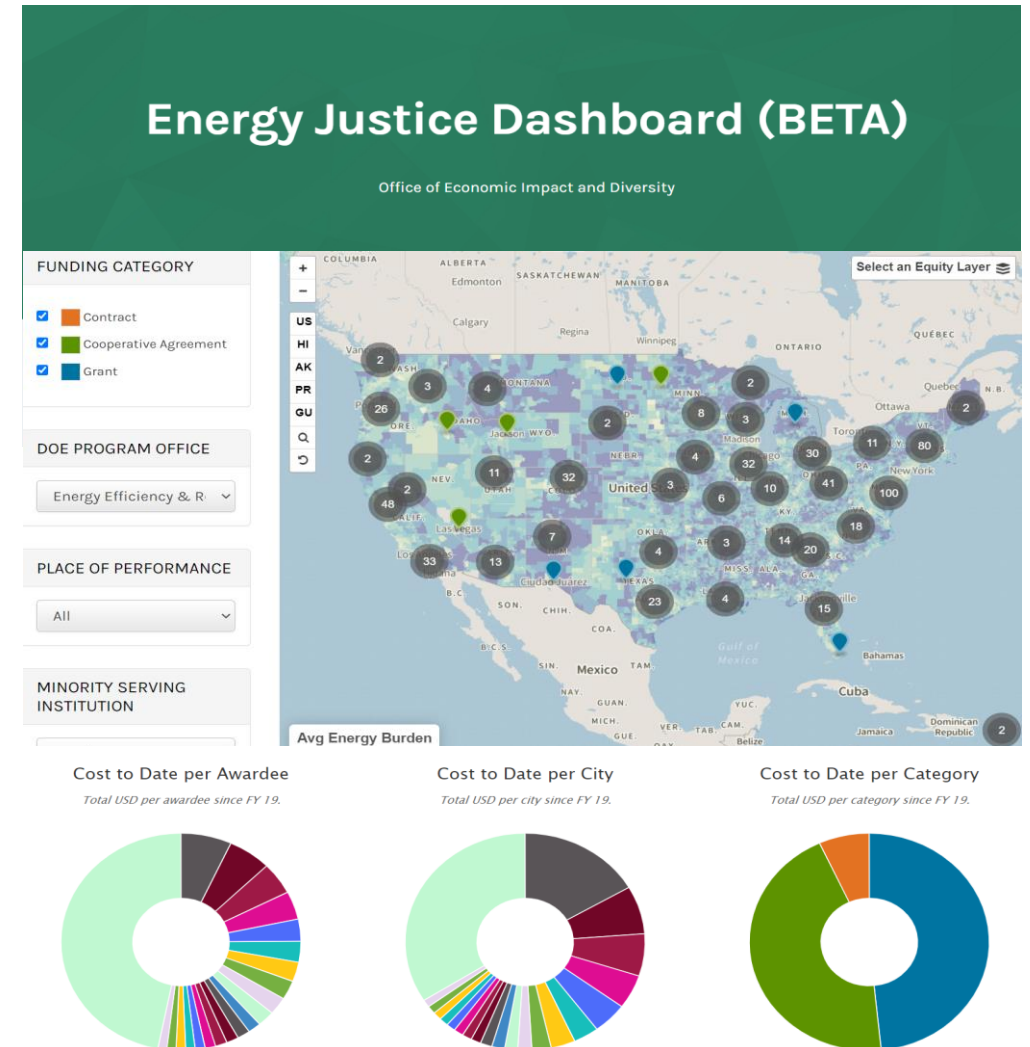 Energy Justice Dashboard (BETA)
Office of Economic Impact and Diversity
FUNDING CATEGORY
Contract
Cooperative Agreement
Grant
DOE PROGRAM OFFICE
Energy Efficiency & R
PLACE OF PERFORMANCE
All
MINORITY SERVING
INSTITUTION
+
−
US
HI
AK
PR
GU
Select an Equity Layer
COLUMBIA
ALBERTA
Edmonton
SASKATCHEWAN
MANITOBA
Calgary
Regina
Winnipeg
ONTARIO
QUÉBEC
Quebec
N.B.
Ottawa
2
WASH
3
4
MONTANA
MINN.
2
2
26
ORE.
IDAHO
Jackson
WYO.
2
8
3
Madison
11
VT.
80
2
NEV.
11
UTAH
32
NEBR.
4
32
30
PA.
New York
2
48
CALIF.
United
3
6
10
41
100
KY.
Las Vegas
7
OKLA.
4
3
14
20
18
33
13
MISS.
ALA.
GA.
Ciudad Juárez
TEXAS
23
4
15
B.C.
SON.
CHIH.
COA.
B.C.S.
Gulf of
Mexico
Bahamas
SIN.
Mexico
TAM.
NAY.
GUAN.
YUC.
Cuba
MICH.
GUE.
VER.
TAB.
CAM.
Belize
Jamaica
Dominican
Republic
2
Avg Energy Burden
Cost to Date per Awardee
Total USD per awardee since FY 19.
Cost to Date per City
Total USD per city since FY 19.
Cost to Date per Category
Total USD per category since FY 19.